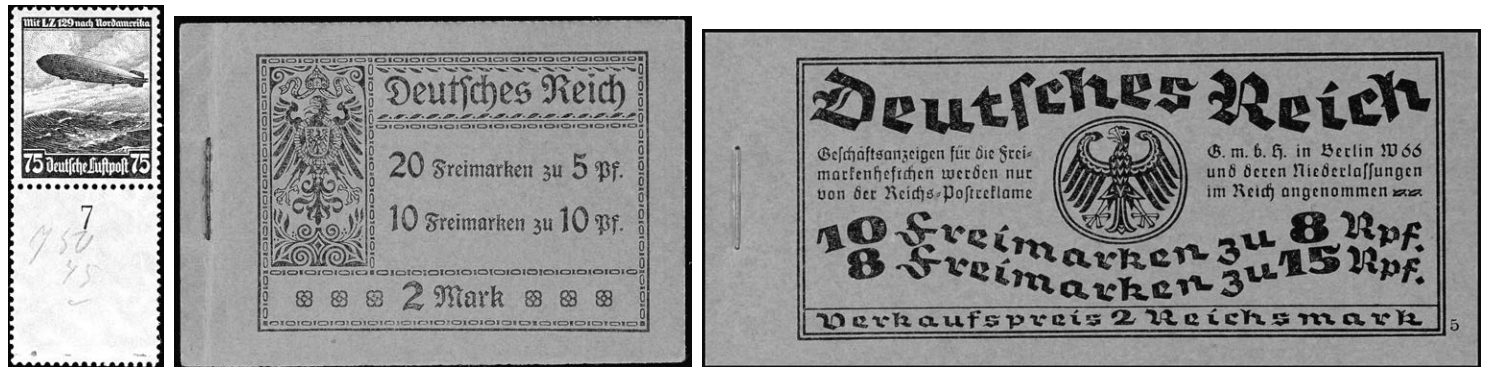 Mit LZ 129 nach Nordamerika
75 Deutsche Luftpost 75
7
750
75
Deutsches Reich
20 Freimarken zu 5 Pf.
10 Freimarken zu 10 Pf.
2 Mark
Deutsches Reich
Geschäftsanzeigen für die Frei-
markenheftchen werden nur
von der Reichs-Postreklame
G. m. b. H. in Berlin W 66
und deren Niederlassungen
im Reich angenommen
10 Freimarken zu 8 Rpf.
8 Freimarken zu 15 Rpf.
Verkaufspreis 2 Reichsmark
5